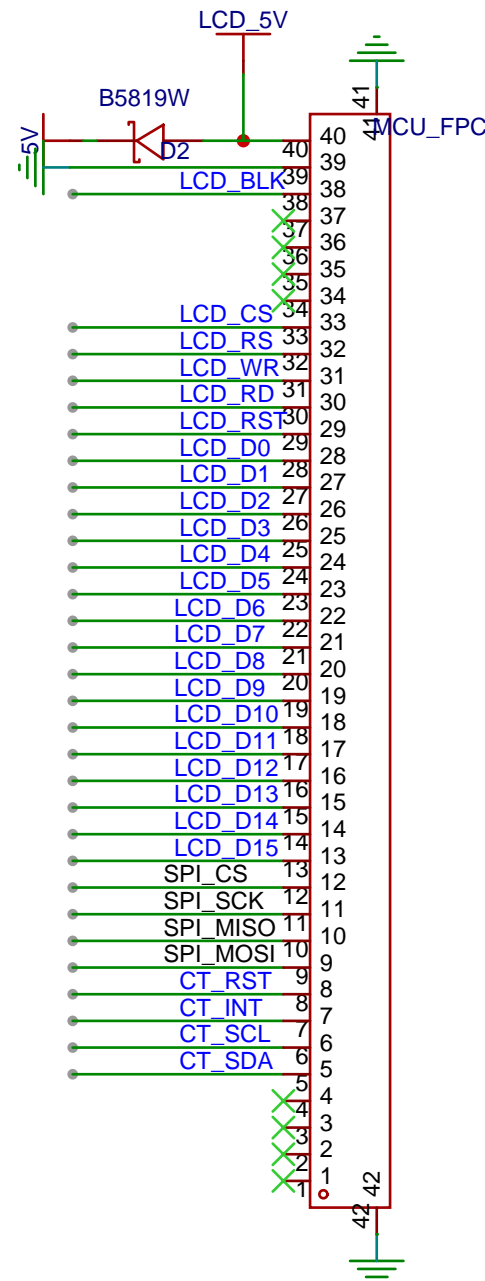 LCD_5V
B5819W
41
41
MCU_FPC
5V
D2
40
40
39
39
LCD_BLK
38
38
37
37
36
36
35
35
34
34
LCD_CS
33
33
LCD_RS
32
32
LCD_WR
31
31
LCD_RD
30
30
LCD_RST
29
29
LCD_D0
28
28
LCD_D1
27
27
LCD_D2
26
26
LCD_D3
25
25
LCD_D4
24
24
LCD_D5
23
23
LCD_D6
22
22
LCD_D7
21
21
LCD_D8
20
20
LCD_D9
19
19
LCD_D10
18
18
LCD_D11
17
17
LCD_D12
16
16
LCD_D13
15
15
LCD_D14
14
14
LCD_D15
13
13
SPI_CS
12
12
SPI_SCK
11
11
SPI_MISO
10
10
SPI_MOSI
9
9
CT_RST
8
8
CT_INT
7
7
CT_SCL
6
6
CT_SDA
5
5
4
4
3
3
2
2
1
1
42
42